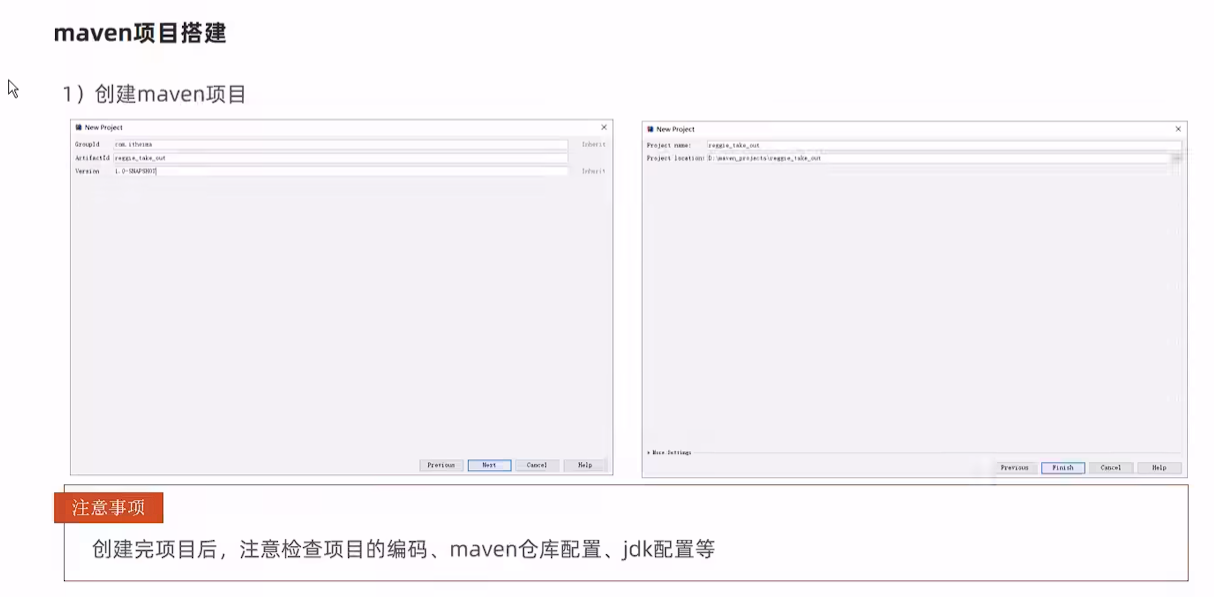 maven项目搭建
1）创建maven项目
New Project
GroupId com.itheima Inherit
ArtifactId reggie_take_out
Version 1.0-SNAPSHOT Inherit
Previous Next Cancel Help
New Project
Project name: reggie_take_out
Project location: D:\maven_projects\reggie_take_out
More Settings
Previous Finish Cancel Help
注意事项
创建完项目后，注意检查项目的编码、maven仓库配置、jdk配置等